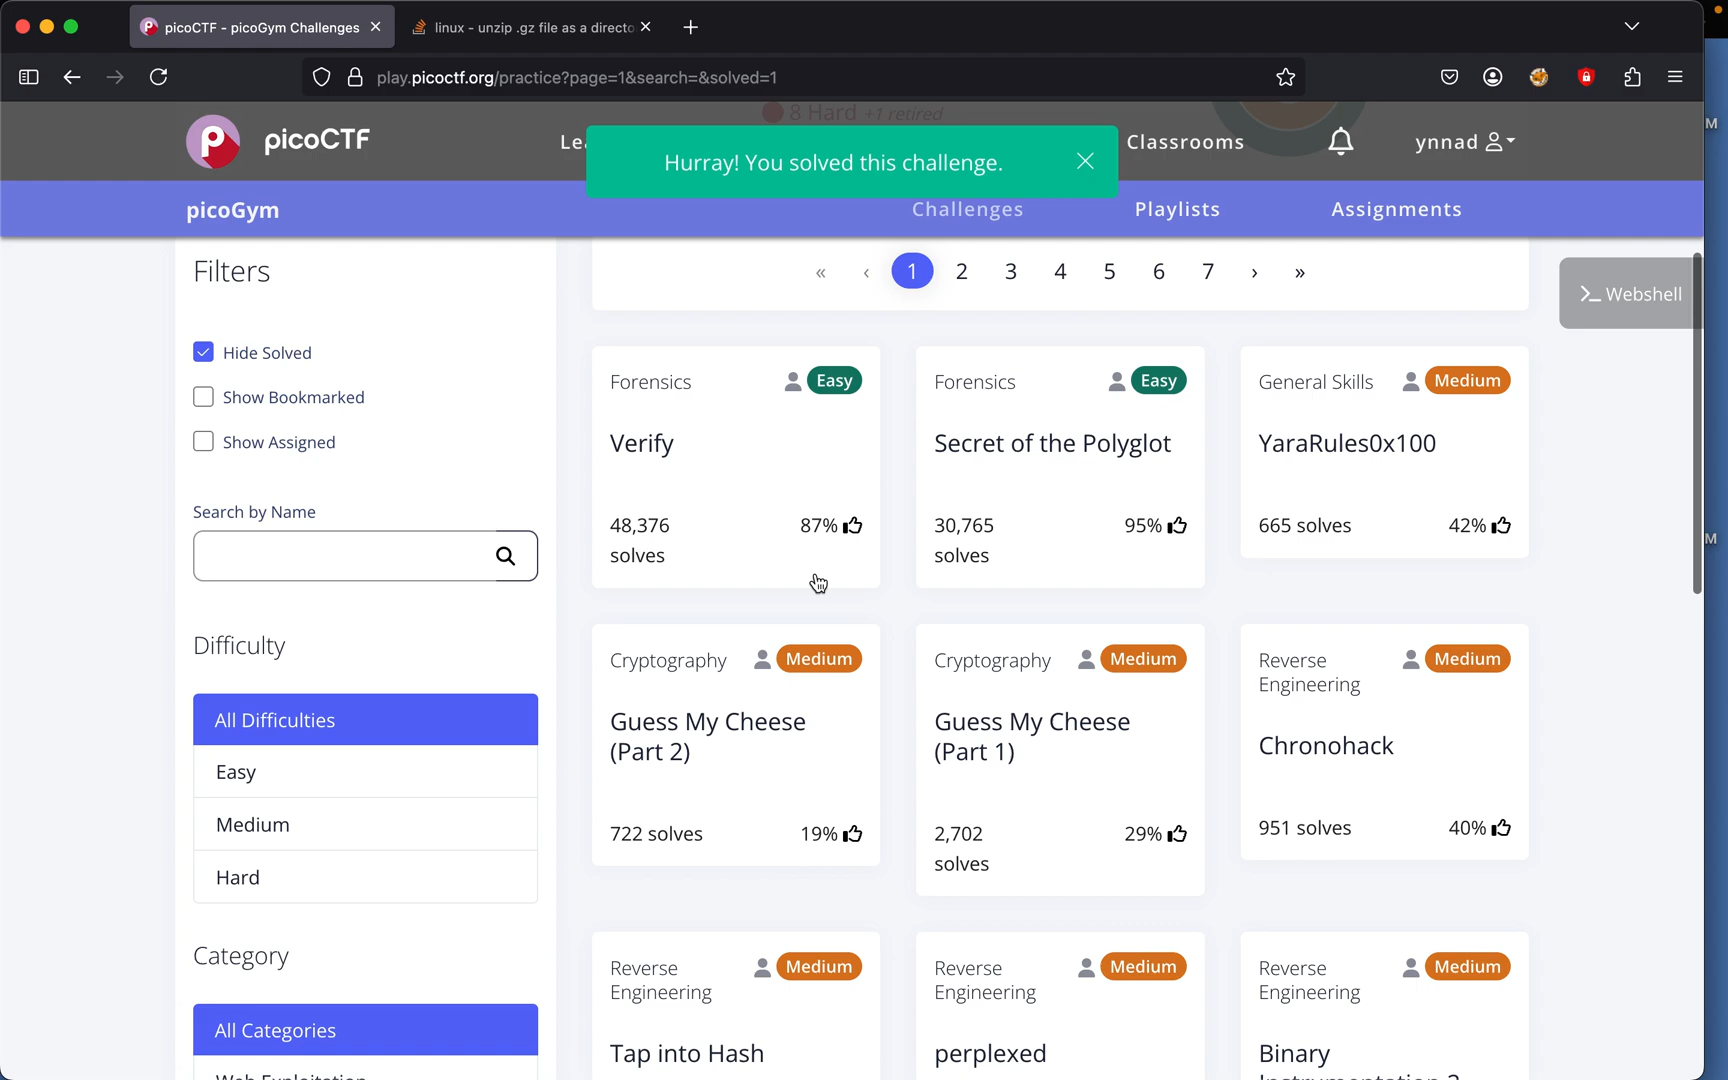 picoCTF - picoGym Challenges
linux - unzip .gz file as a directo
play.picoctf.org/practice?page=1&search=&solved=1
8 Hard +1 retired
picoCTF
Lea
Hurray! You solved this challenge.
Classrooms
ynnad
picoGym
Challenges
Playlists
Assignments
Filters
« ‹ 1 2 3 4 5 6 7 › »
>_ Webshell
Hide Solved
Show Bookmarked
Show Assigned
Search by Name
Difficulty
All Difficulties
Easy
Medium
Hard
Category
All Categories
Web Exploitation
Forensics
Easy
Verify
48,376
solves
87%
Forensics
Easy
Secret of the Polyglot
30,765
solves
95%
General Skills
Medium
YaraRules0x100
665 solves
42%
Cryptography
Medium
Guess My Cheese
(Part 2)
722 solves
19%
Cryptography
Medium
Guess My Cheese
(Part 1)
2,702
solves
29%
Reverse
Engineering
Medium
Chronohack
951 solves
40%
Reverse
Engineering
Medium
Tap into Hash
Reverse
Engineering
Medium
perplexed
Reverse
Engineering
Medium
Binary
Instrumentation 2
M
M